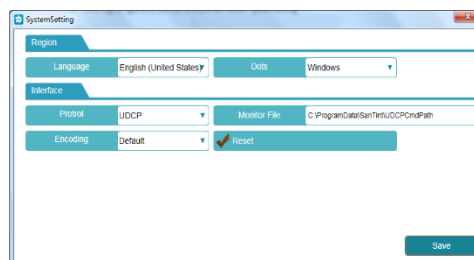 SystemSetting
Region
Language English (United States) Dots Windows
Interface
Protrol UDCP Monitor File C:\ProgramData\SanTint\UDCPCmdPath
Encoding Default Reset
Save